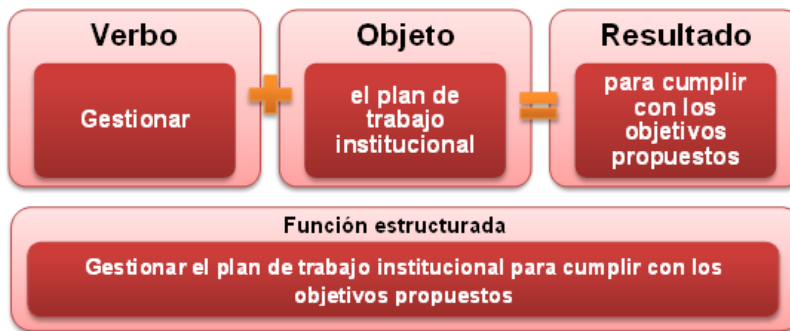 Verbo
Gestionar
Objeto
el plan de
trabajo
institucional
Resultado
para cumplir
con los
objetivos
propuestos
Función estructurada
Gestionar el plan de trabajo institucional para cumplir con los
objetivos propuestos